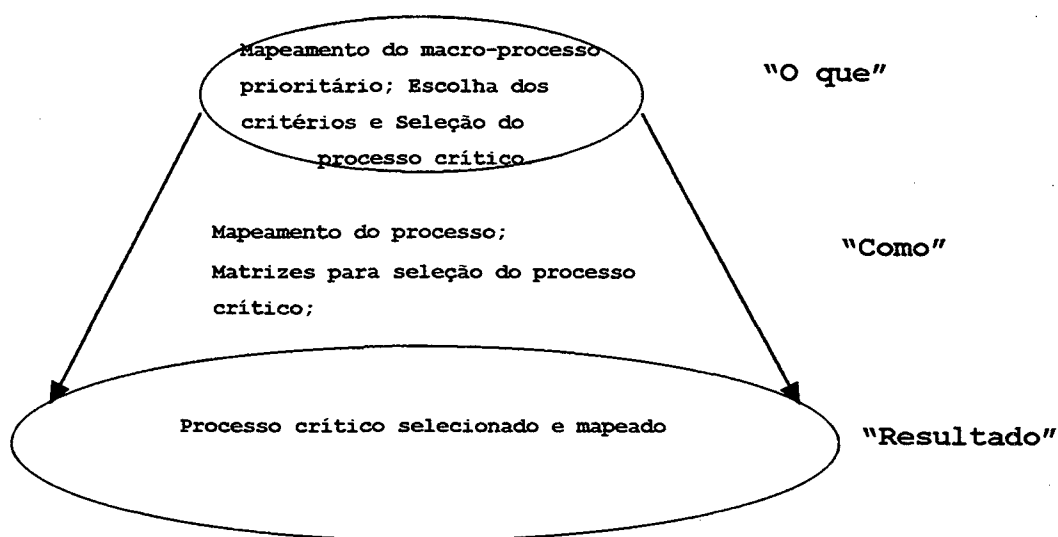 Mapeamento do macro-processo
prioritário; Escolha dos
critérios e Seleção do
processo crítico
"O que"
Mapeamento do processo;
Matrizes para seleção do processo
crítico;
"Como"
Processo crítico selecionado e mapeado
"Resultado"